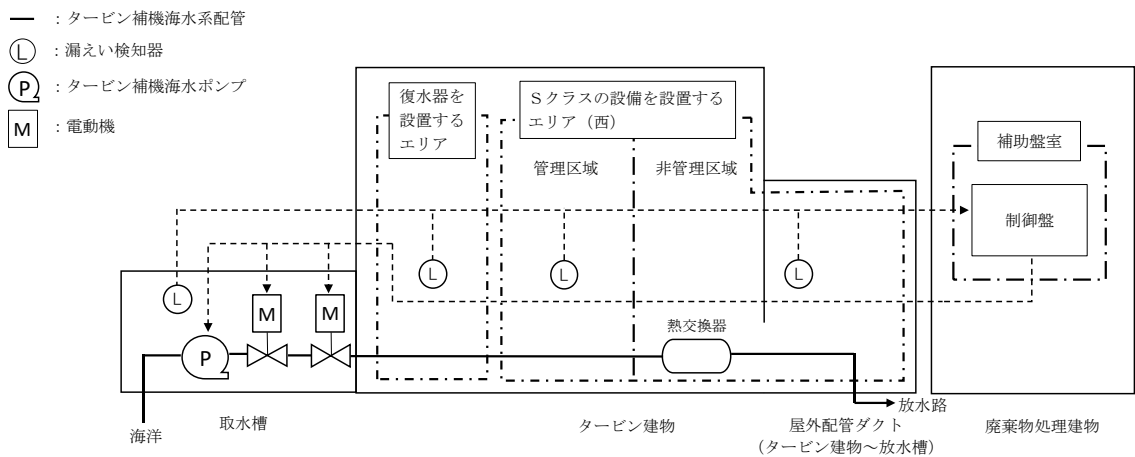 ：タービン補機海水系配管
L ：漏えい検知器
P ：タービン補機海水ポンプ
M ：電動機
復水器を
設置する
エリア
Ｓクラスの設備を設置する
エリア（西）
管理区域
非管理区域
補助盤室
制御盤
L
L
L
L
M
M
P
熱交換器
海洋
取水槽
タービン建物
放水路
屋外配管ダクト
（タービン建物～放水槽）
廃棄物処理建物